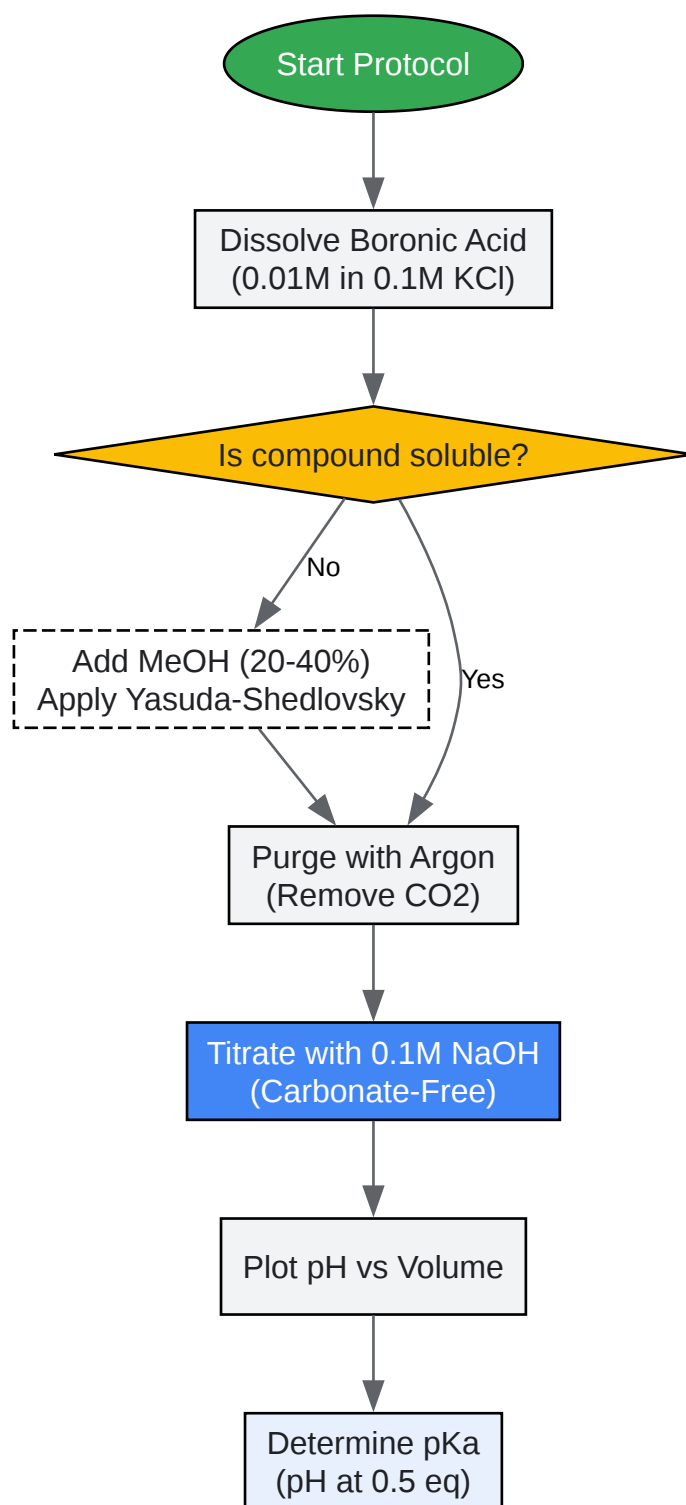 Start Protocol
Dissolve Boronic Acid
(0.01M in 0.1M KCl)
Is compound soluble?
No
Add MeOH (20-40%)
Apply Yasuda-Shedlovsky
Yes
Purge with Argon
(Remove CO2)
Titrate with 0.1M NaOH
(Carbonate-Free)
Plot pH vs Volume
Determine pKa
(pH at 0.5 eq)